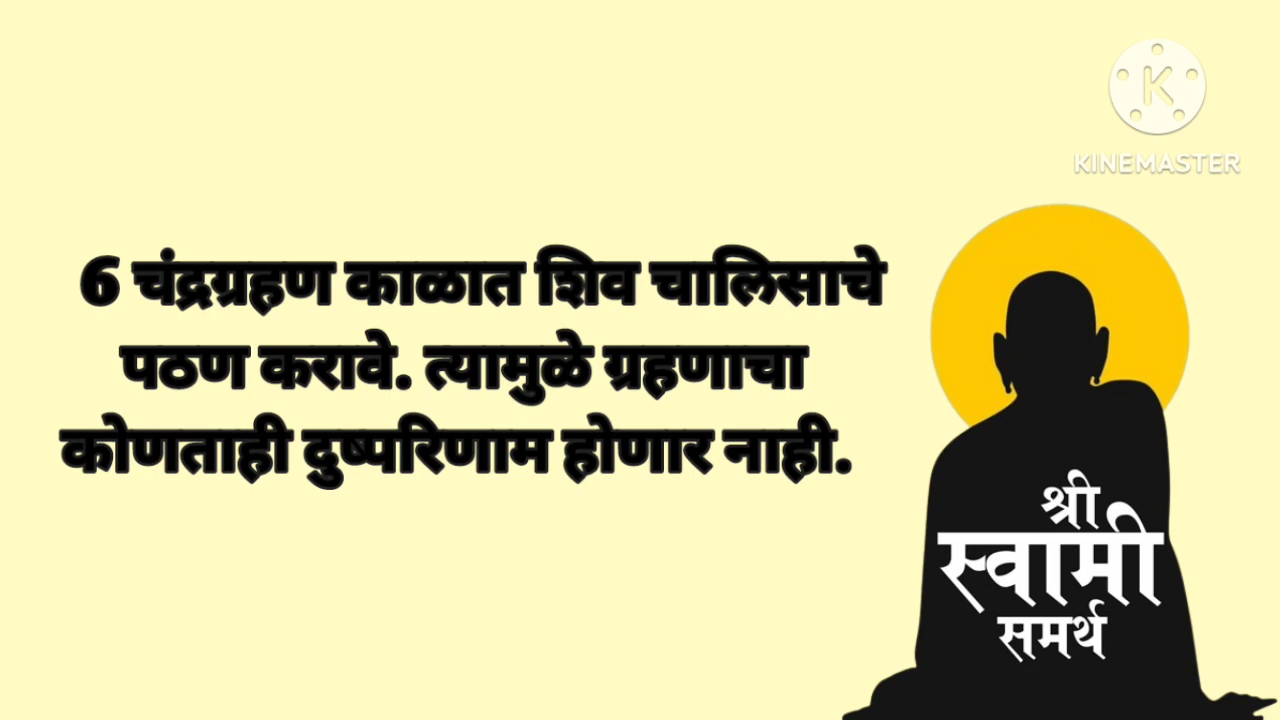 KINEMASTER
6 चंद्रग्रहण काळात शिव चालिसाचे
पठण करावे. त्यामुळे ग्रहणाचा
कोणताही दुष्परिणाम होणार नाही.
श्री
स्वामी
समर्थ